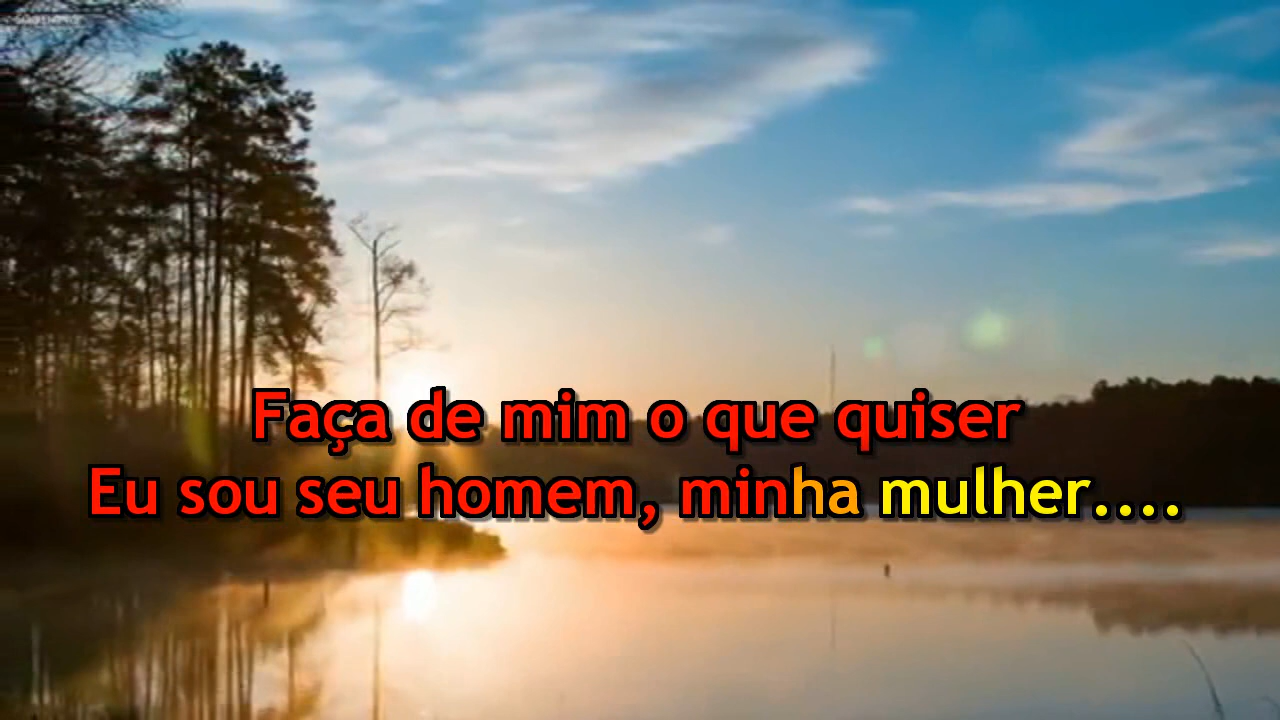 Faça de mim o que quiser
Eu sou seu homem, minha mulher....